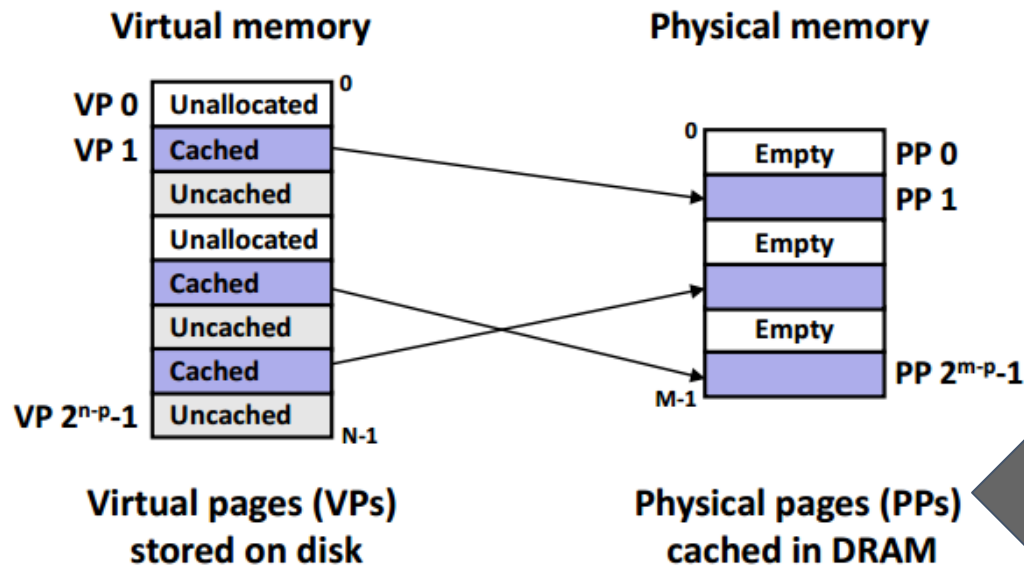 Virtual memory
Physical memory
0
VP 0
Unallocated
VP 1
Cached
Uncached
Unallocated
Cached
Uncached
Cached
VP 2ⁿ⁻ᵖ-1
Uncached
N-1
0
Empty
PP 0
PP 1
Empty
Empty
PP 2ᵐ⁻ᵖ-1
M-1
Virtual pages (VPs)
stored on disk
Physical pages (PPs)
cached in DRAM